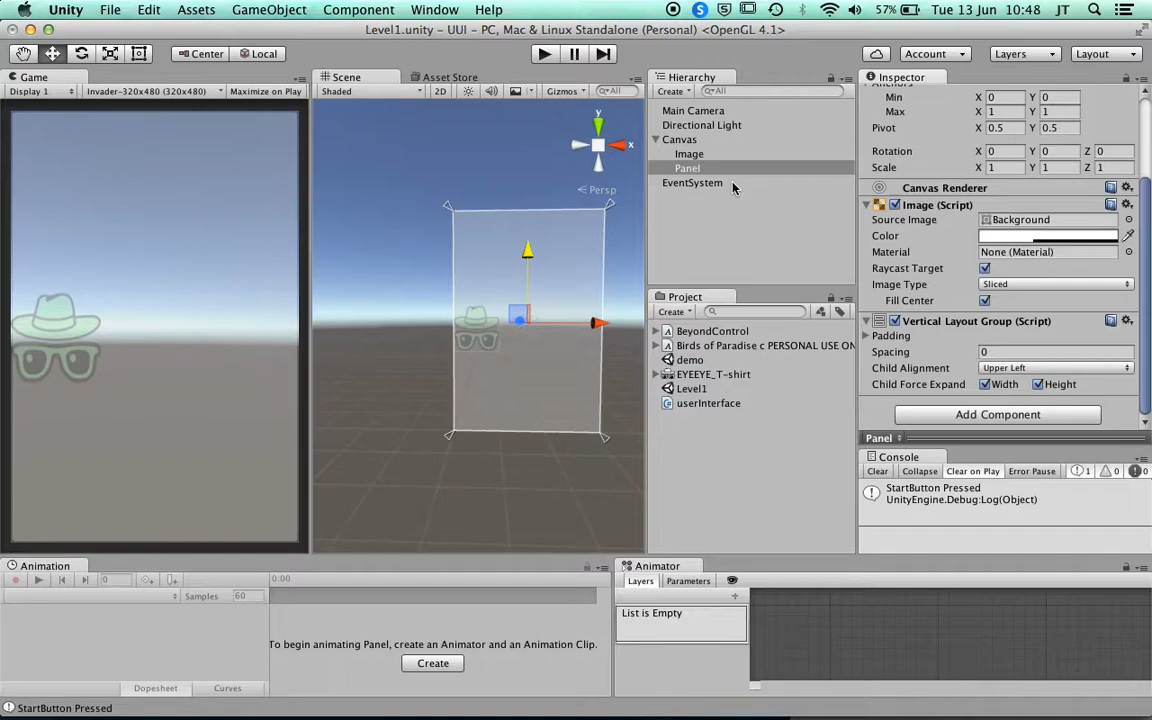 Unity File Edit Assets GameObject Component Window Help 57% Tue 13 Jun 10:48 JT
Level1.unity - UUI - PC, Mac & Linux Standalone (Personal) <OpenGL 4.1>
Center Local Account Layers Layout
Game Scene Asset Store Hierarchy Inspector
Display 1 Invader-320x480 (320x480) Maximize on Play Shaded 2D Gizmos All Create All
Anchors
Min X 0 Y 0
Max X 1 Y 1
Pivot X 0.5 Y 0.5
Rotation X 0 Y 0 Z 0
Scale X 1 Y 1 Z 1
y
x
Persp
Main Camera
Directional Light
Canvas
Image
Panel
EventSystem
Canvas Renderer
Image (Script)
Source Image Background
Color
Material None (Material)
Raycast Target
Image Type Sliced
Fill Center
Project
Create
BeyondControl
Birds of Paradise c PERSONAL USE ON
demo
EYEEYE_T-shirt
Level1
userInterface
Vertical Layout Group (Script)
Padding
Spacing 0
Child Alignment Upper Left
Child Force Expand Width Height
Add Component
Panel
Console
Clear Collapse Clear on Play Error Pause 1 0 0
StartButton Pressed
UnityEngine.Debug:Log(Object)
Animation
0 0:00
Samples 60
To begin animating Panel, create an Animator and an Animation Clip.
Create
Dopesheet Curves
Animator
Layers Parameters
List is Empty
StartButton Pressed